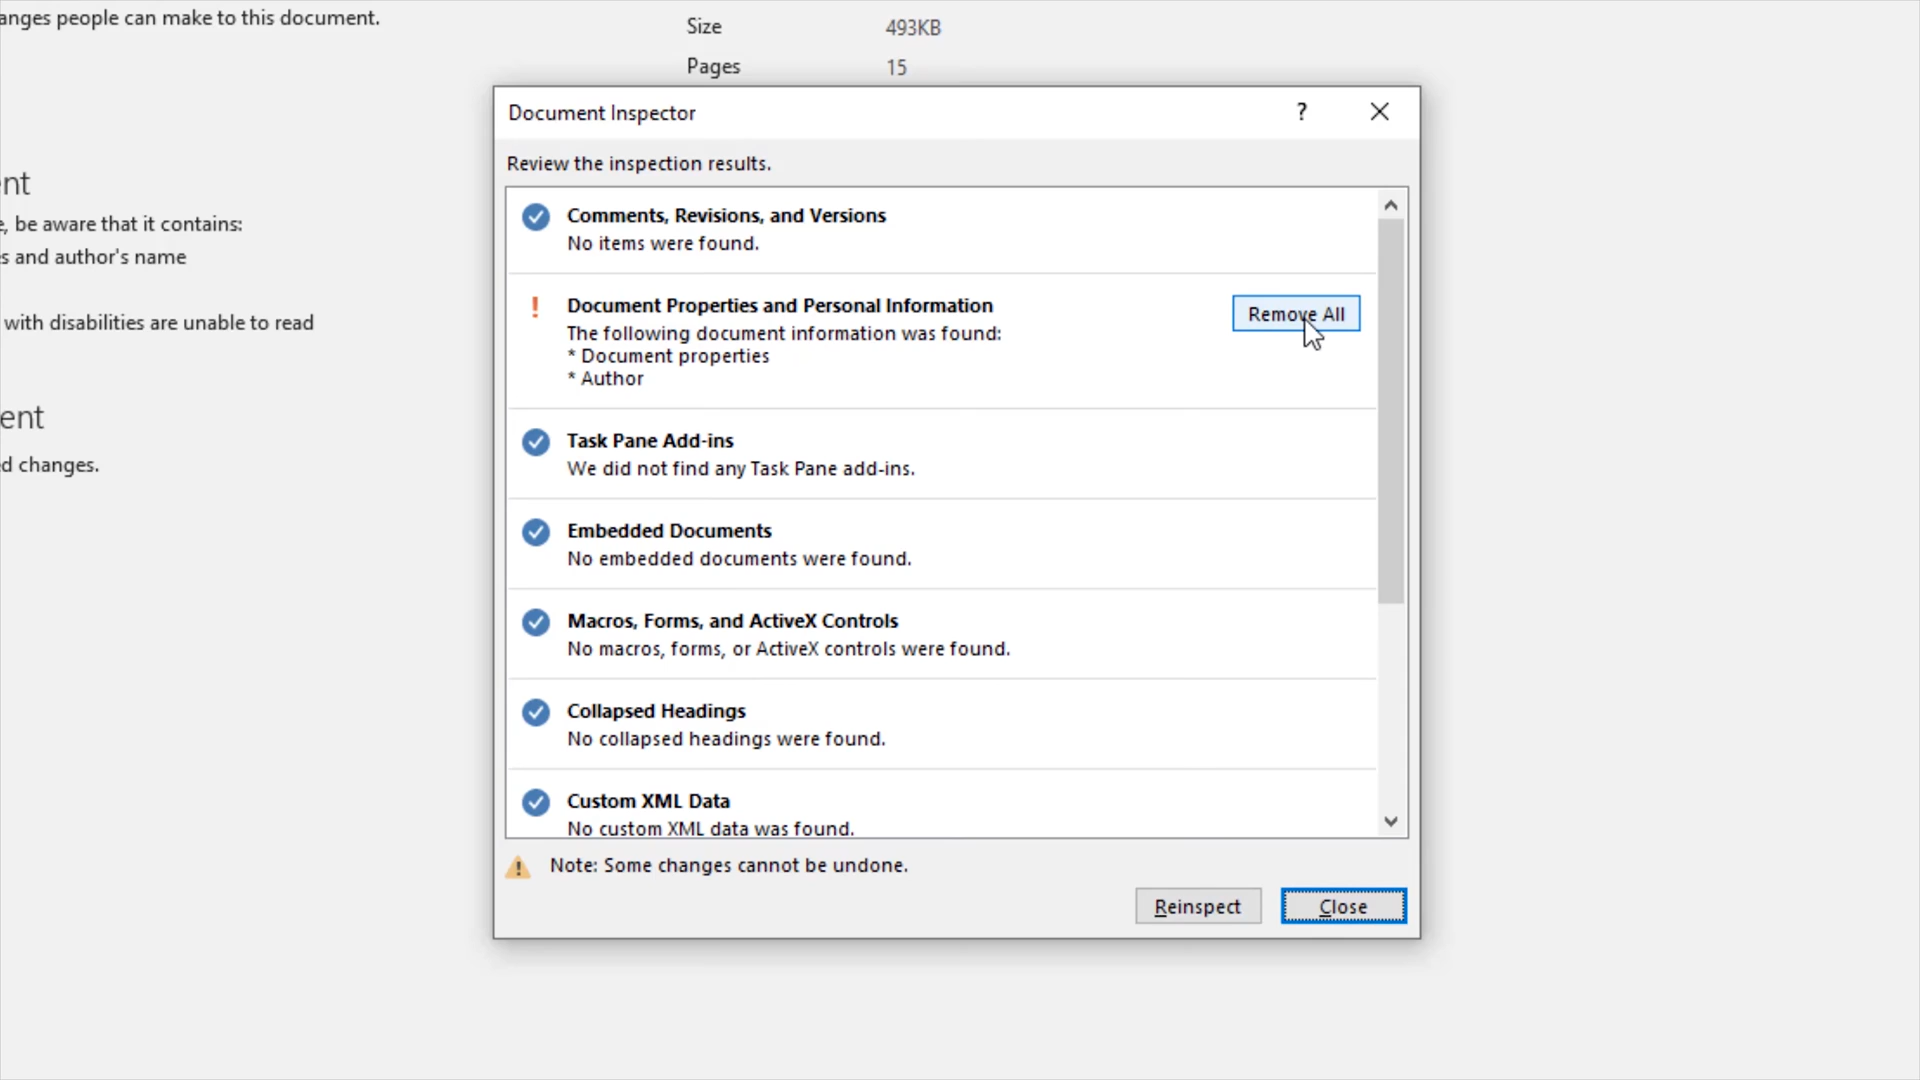 anges people can make to this document.
Size 493KB
Pages 15
Document Inspector ?
Review the inspection results.
Comments, Revisions, and Versions
No items were found.
Document Properties and Personal Information
The following document information was found:
* Document properties
* Author
Remove All
Task Pane Add-ins
We did not find any Task Pane add-ins.
Embedded Documents
No embedded documents were found.
Macros, Forms, and ActiveX Controls
No macros, forms, or ActiveX controls were found.
Collapsed Headings
No collapsed headings were found.
Custom XML Data
No custom XML data was found.
Note: Some changes cannot be undone.
Reinspect Close
nt
, be aware that it contains:
s and author's name
with disabilities are unable to read
ent
d changes.